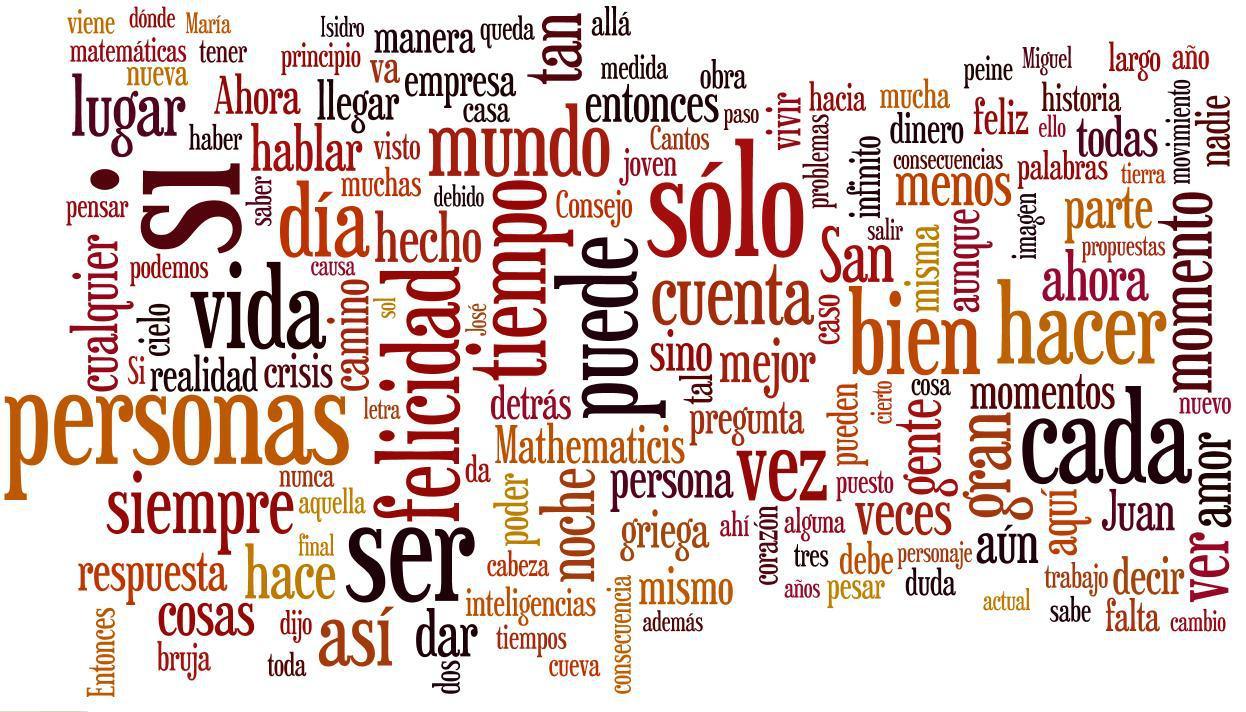 viene
dónde
María
matemáticas
tener
nueva
Isidro
principio
va
manera
queda
tan
allá
empresa
casa
medida
obra
entonces
paso
lugar
Ahora
llegar
haber
hablar
visto
mundo
Cantos
joven
vivir
hacia
mucha
peine
Miguel
largo
año
dinero
feliz
historia
ello
todas
movimiento
nadie
problemas
infinito
consecuencias
menos
palabras
tierra
pensar
si
saber
muchas
debido
día
hecho
tiempo
Consejo
puede
sólo
salir
San
misma
aunque
imagen
parte
propuestas
ahora
momento
podemos
causa
cualquier
cielo
vida
camino
sol
felicidad
José
cuenta
caso
bien
hacer
Si
realidad
crisis
sino
tal
mejor
cosa
momentos
nuevo
personas
letra
detrás
pregunta
pueden
cierto
gente
gran
cada
amor
Mathematicis
nunca
siempre
aquella
da
poder
noche
persona
vez
puesto
griega
ahí
corazón
alguna
veces
aquí
Juan
final
ser
tres
debe
personaje
aún
ver
respuesta
hace
cabeza
mismo
años
pesar
duda
trabajo
decir
inteligencias
consecuencia
además
actual
sabe
falta
cambio
Entonces
cosas
dijo
así
dar
tiempos
bruja
toda
dos
cueva